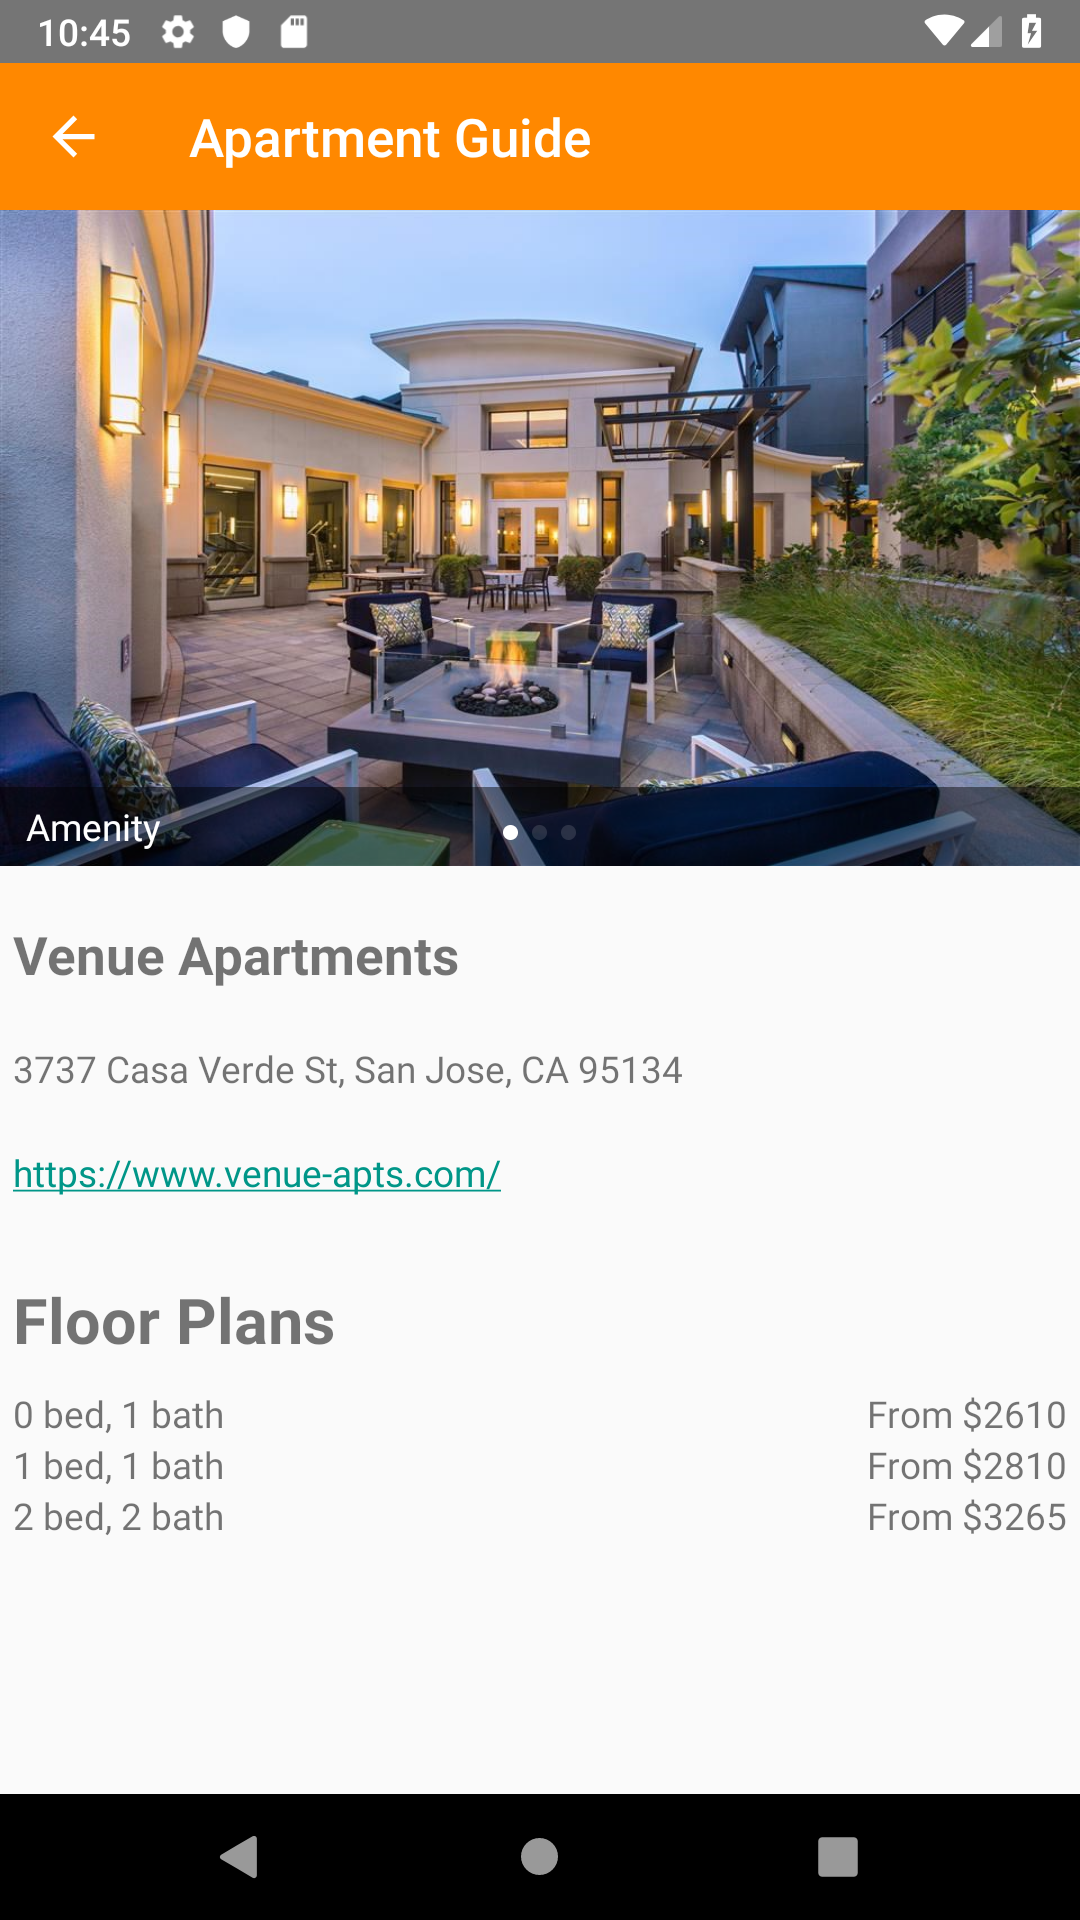 10:45
Apartment Guide
Amenity
Venue Apartments
3737 Casa Verde St, San Jose, CA 95134
https://www.venue-apts.com/
Floor Plans
0 bed, 1 bath From $2610
1 bed, 1 bath From $2810
2 bed, 2 bath From $3265